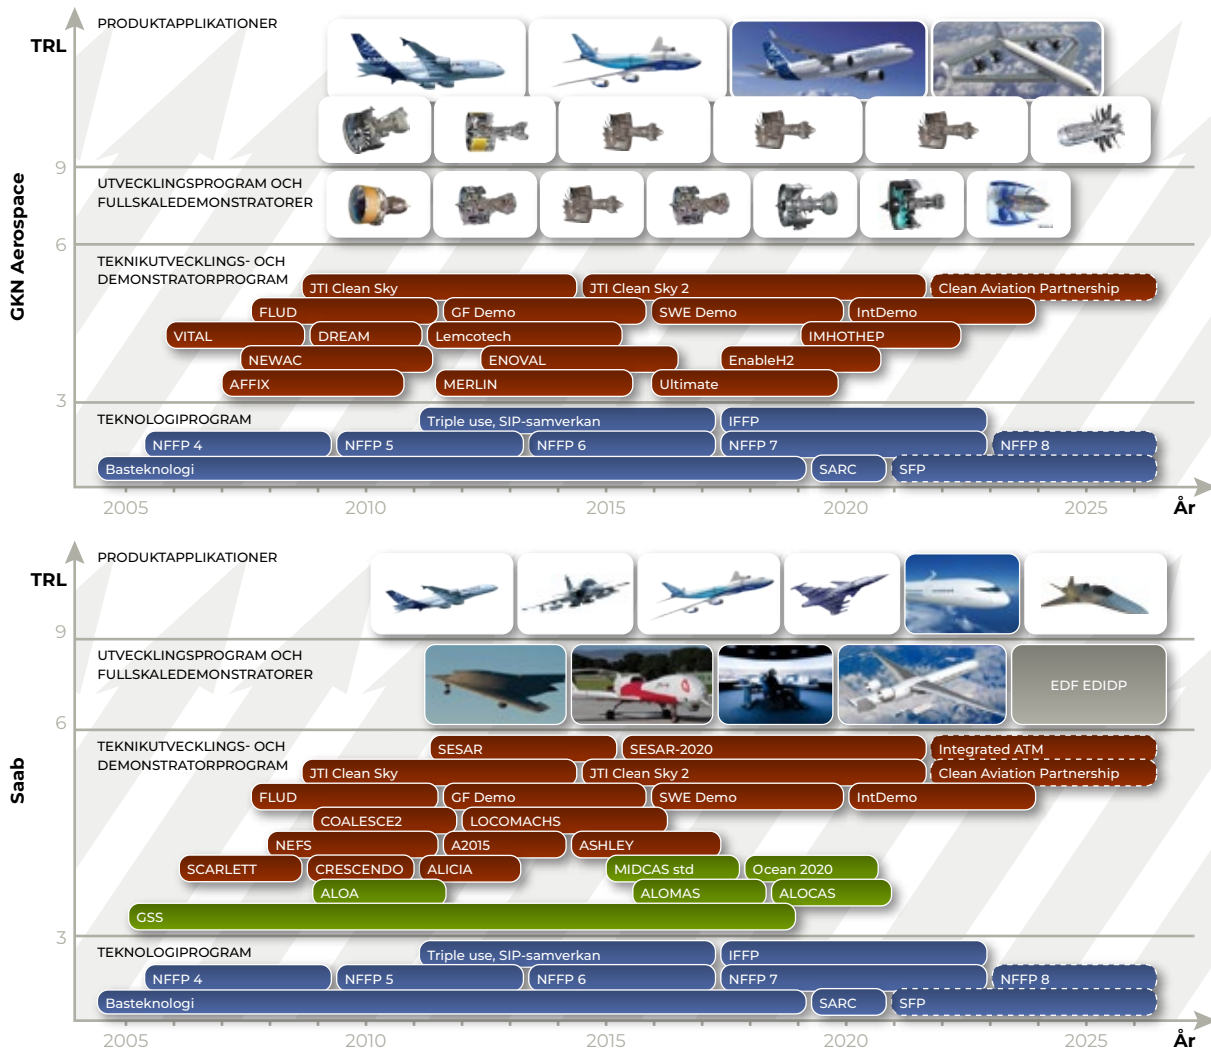 PRODUKTAPPLIKATIONER
TRL
9
UTVECKLINGSPROGRAM OCH
FULLSKALEDEMONSTRATORER
6
GKN Aerospace
TEKNIKUTVECKLINGS- OCH
DEMONSTRATORPROGRAM
JTI Clean Sky
JTI Clean Sky 2
Clean Aviation Partnership
FLUD
GF Demo
SWE Demo
IntDemo
VITAL
DREAM
Lemcotech
IMHOTHEP
NEWAC
ENOVAL
EnableH2
AFFIX
MERLIN
Ultimate
3
TEKNOLOGIPROGRAM
Triple use, SIP-samverkan
IFFP
NFFP 4
NFFP 5
NFFP 6
NFFP 7
NFFP 8
Basteknologi
SARC
SFP
2005
2010
2015
2020
2025
År
PRODUKTAPPLIKATIONER
TRL
9
UTVECKLINGSPROGRAM OCH
FULLSKALEDEMONSTRATORER
EDF EDIDP
6
Saab
TEKNIKUTVECKLINGS- OCH
DEMONSTRATORPROGRAM
SESAR
SESAR-2020
Integrated ATM
JTI Clean Sky
JTI Clean Sky 2
Clean Aviation Partnership
FLUD
GF Demo
SWE Demo
IntDemo
COALESCE2
LOCOMACHS
NEFS
A2015
ASHLEY
SCARLETT
CRESCENDO
ALICIA
MIDCAS std
Ocean 2020
ALOA
ALOMAS
ALOCAS
GSS
3
TEKNOLOGIPROGRAM
Triple use, SIP-samverkan
IFFP
NFFP 4
NFFP 5
NFFP 6
NFFP 7
NFFP 8
Basteknologi
SARC
SFP
2005
2010
2015
2020
2025
År